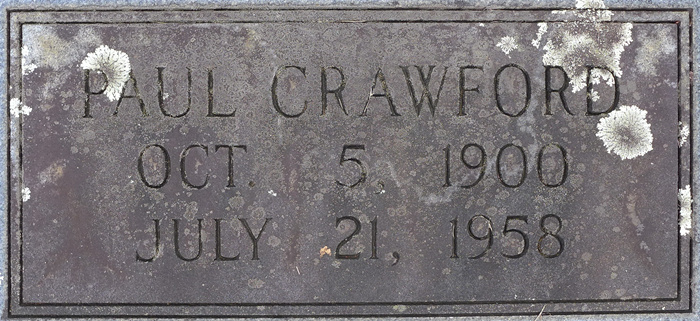 PAUL CRAWFORD
OCT. 5, 1900
JULY 21, 1958